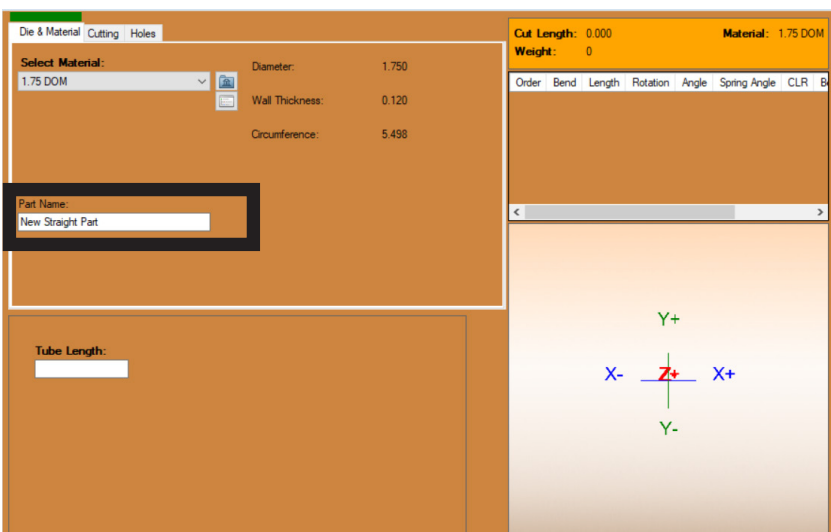 Die & Material Cutting Holes
Select Material:
1.75 DOM
Diameter: 1.750
Wall Thickness: 0.120
Circumference: 5.498
Part Name:
New Straight Part
Tube Length:
Cut Length: 0.000 Material: 1.75 DOM
Weight: 0
Order Bend Length Rotation Angle Spring Angle CLR
Y+
X- Z+ X+
Y-